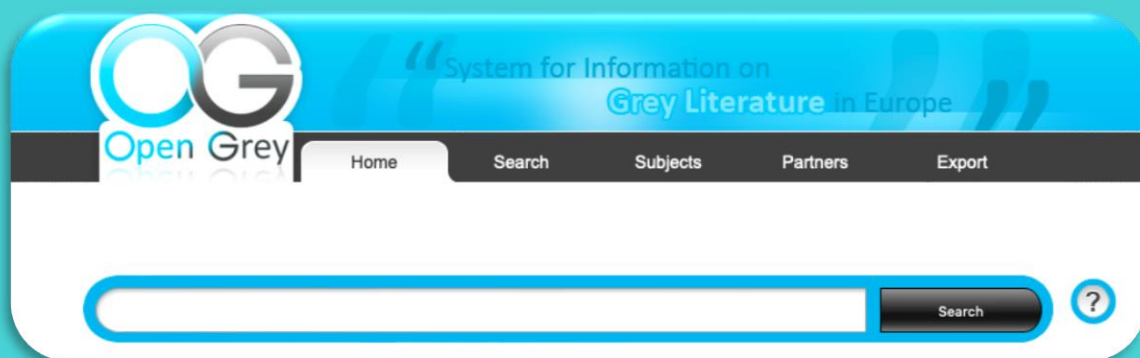 OG
Open Grey
“System for Information on
Grey Literature in Europe”
Home Search Subjects Partners Export
Search ?